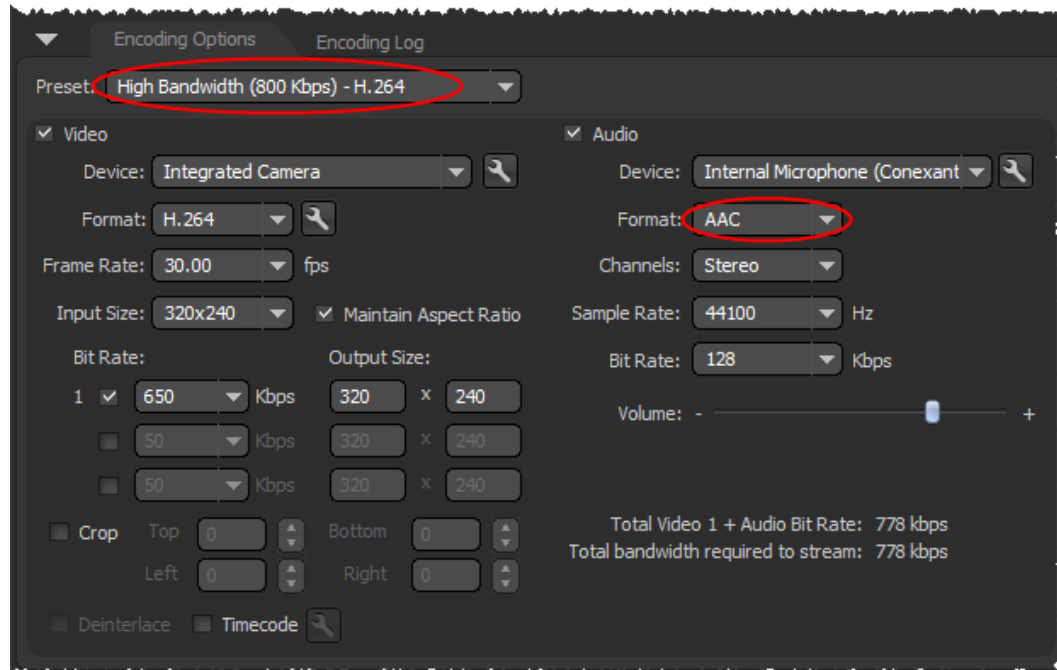 Encoding Options
Encoding Log
Preset: High Bandwidth (800 Kbps) - H.264
Video
Device: Integrated Camera
Format: H.264
Frame Rate: 30.00 fps
Input Size: 320x240 Maintain Aspect Ratio
Bit Rate: Output Size:
1 650 Kbps 320 x 240
50 Kbps 320 x 240
50 Kbps 320 x 240
Crop Top 0 Bottom 0
Left 0 Right 0
Deinterlace Timecode
Audio
Device: Internal Microphone (Conexant
Format: AAC
Channels: Stereo
Sample Rate: 44100 Hz
Bit Rate: 128 Kbps
Volume: - +
Total Video 1 + Audio Bit Rate: 778 kbps
Total bandwidth required to stream: 778 kbps